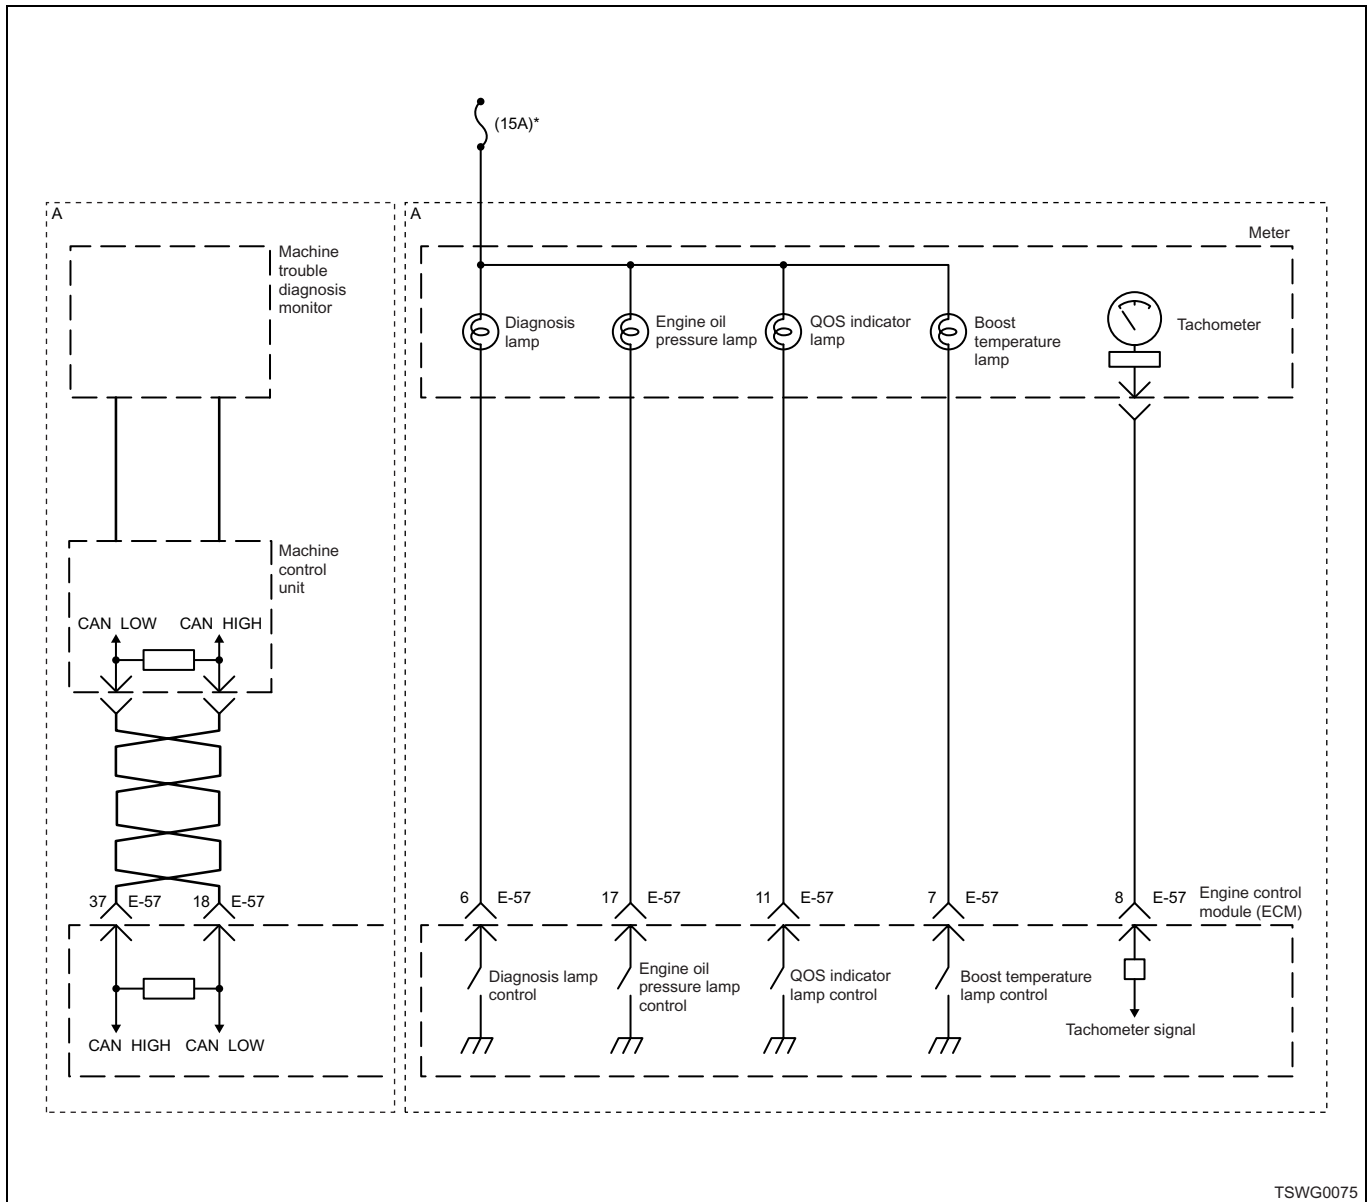 (15A)*
A
Machine
trouble
diagnosis
monitor
Machine
control
unit
CAN LOW CAN HIGH
37 E-57 18 E-57
CAN HIGH CAN LOW
A
Meter
Diagnosis
lamp
Engine oil
pressure lamp
QOS indicator
lamp
Boost
temperature
lamp
Tachometer
6 E-57 17 E-57 11 E-57 7 E-57 8 E-57
Engine control
module (ECM)
Diagnosis lamp
control
Engine oil
pressure lamp
control
QOS indicator
lamp control
Boost temperature
lamp control
Tachometer signal
TSWG0075